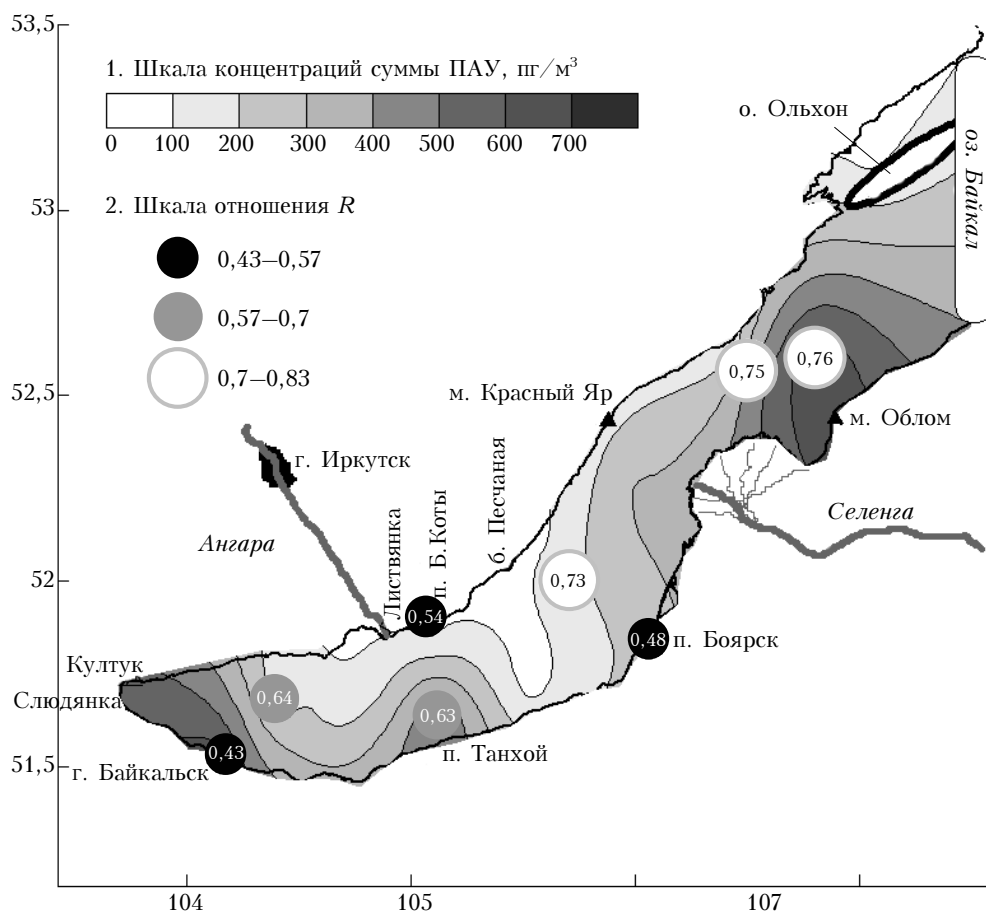 53,5
1. Шкала концентраций суммы ПАУ, пг/м³
0 100 200 300 400 500 600 700
о. Ольхон
оз. Байкал
53
2. Шкала отношения R
0,43–0,57
0,57–0,7
0,7–0,83
0,75
0,76
52,5
м. Красный Яр
м. Облом
г. Иркутск
Ангара
Листвянка
п. Б.Коты
б. Песчаная
Селенга
52
0,73
0,54
0,48
п. Боярск
Култук
Слюдянка
0,64
0,63
0,43
п. Танхой
51,5
г. Байкальск
104 105 107